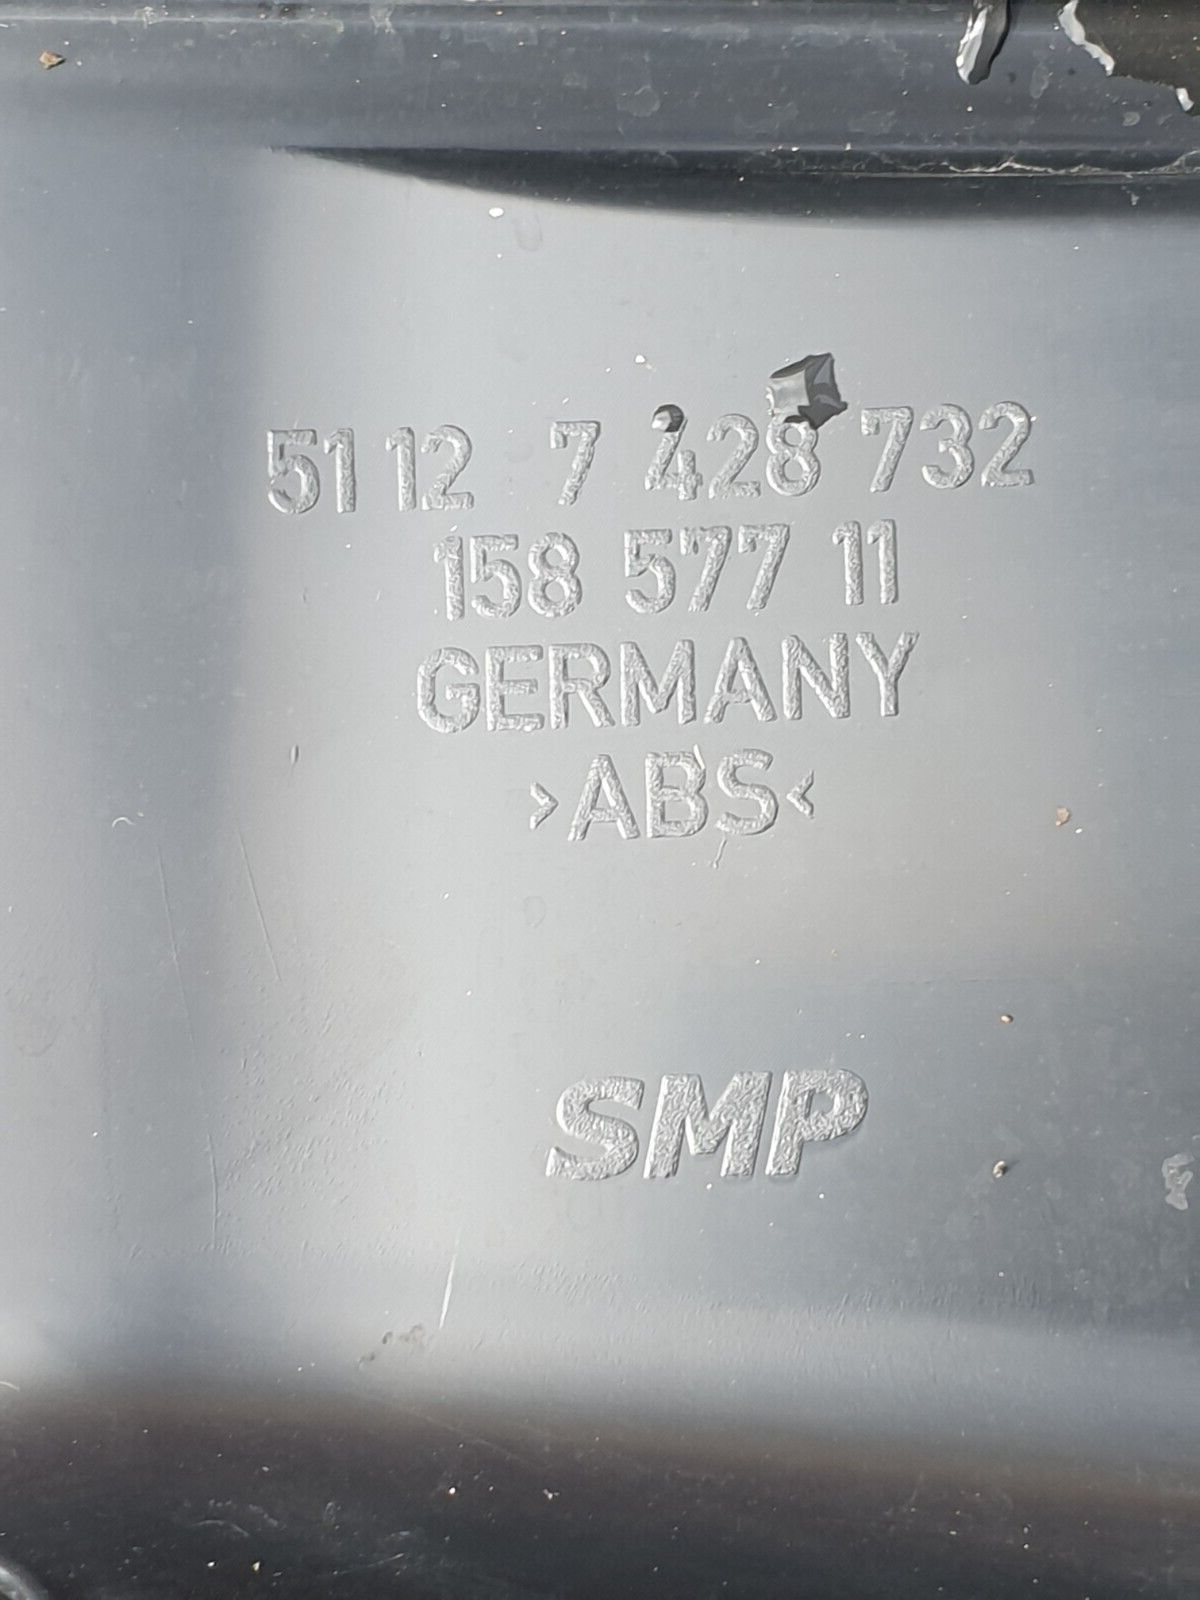 51 12 7 428 732
158 577 11
GERMANY
>ABS<
SMP